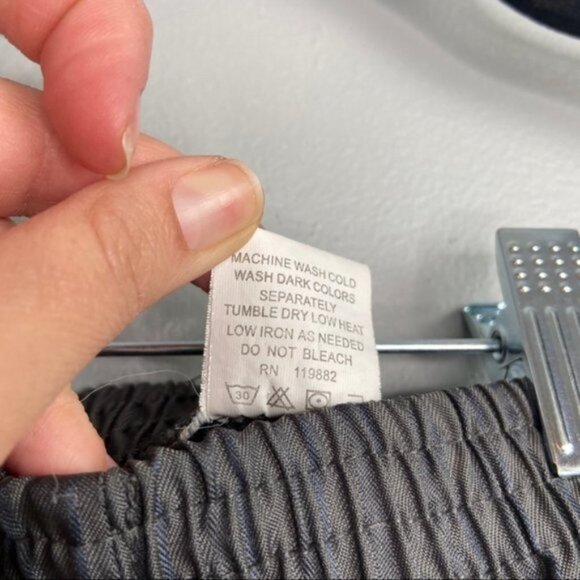 MACHINE WASH COLD
WASH DARK COLORS
SEPARATELY
TUMBLE DRY LOW HEAT
LOW IRON AS NEEDED
DO NOT BLEACH
RN 119882
30